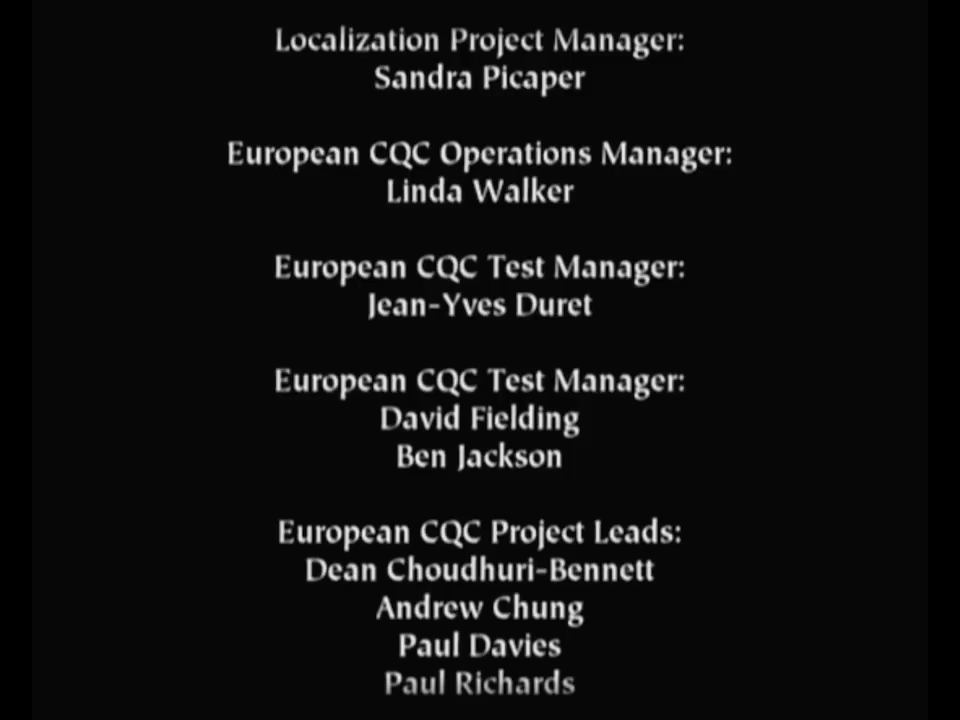 Localization Project Manager:
Sandra Picaper
European CQC Operations Manager:
Linda Walker
European CQC Test Manager:
Jean-Yves Duret
European CQC Test Manager:
David Fielding
Ben Jackson
European CQC Project Leads:
Dean Choudhuri-Bennett
Andrew Chung
Paul Davies
Paul Richards